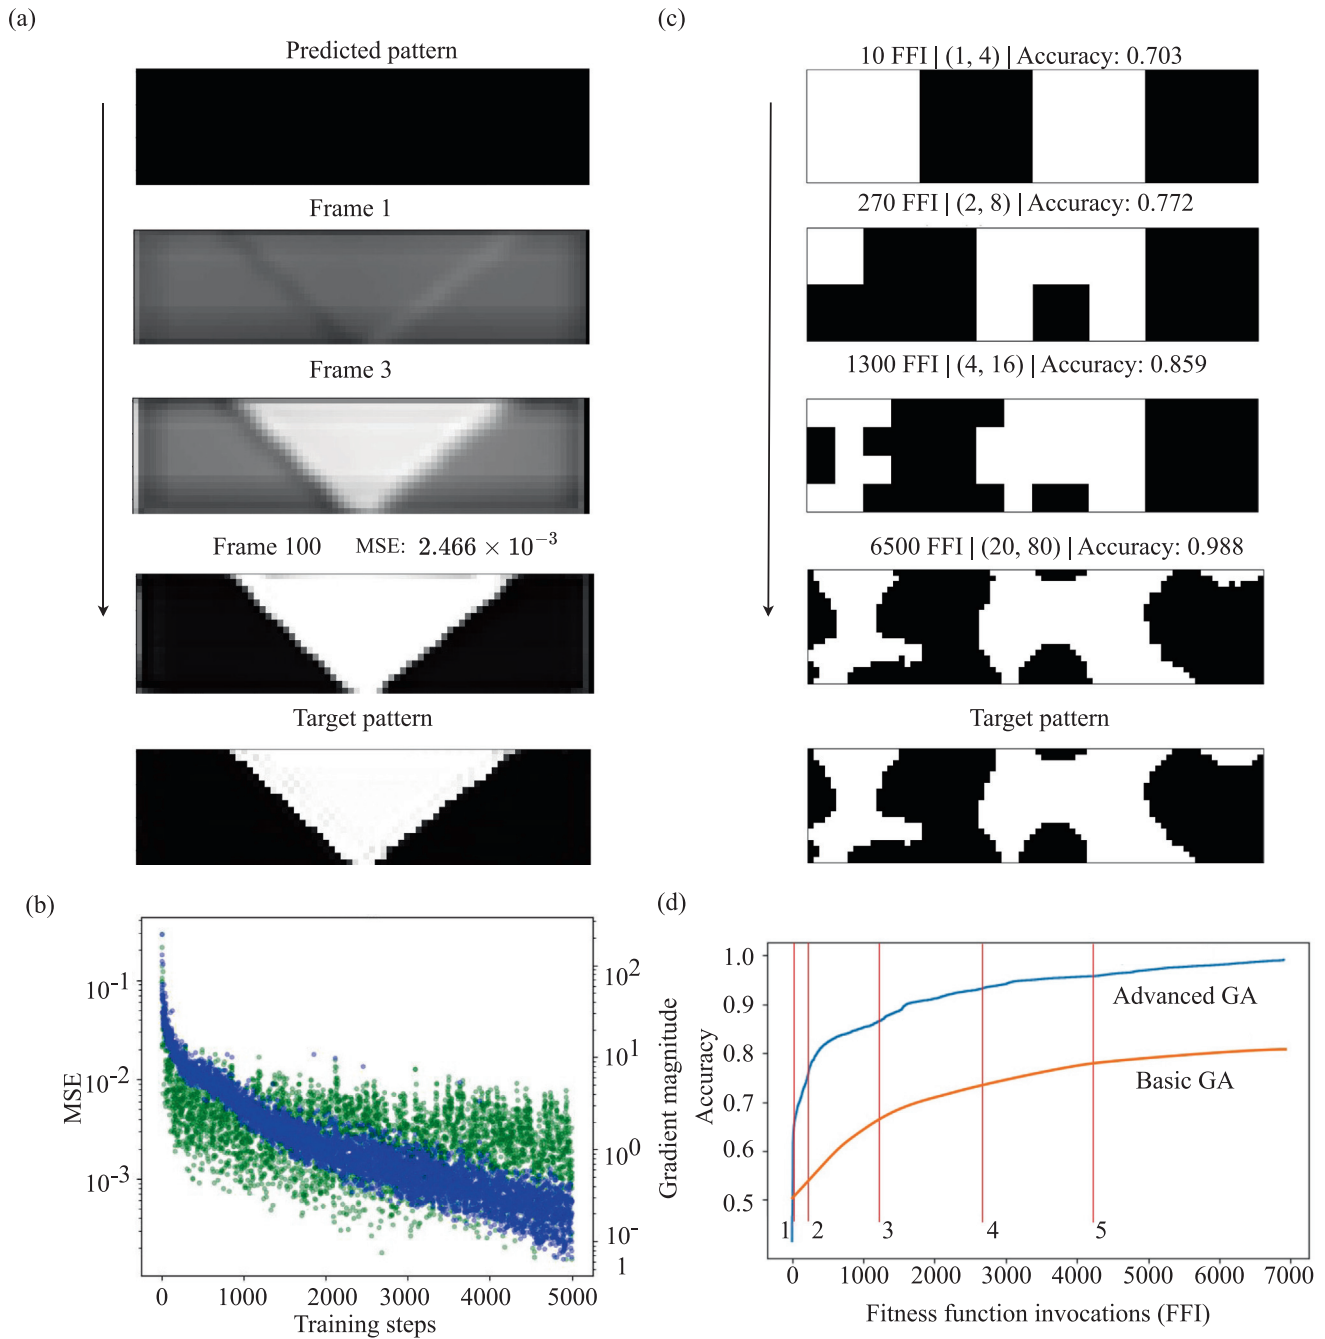 (a)
Predicted pattern
Frame 1
Frame 3
Frame 100 MSE: 2.466 × 10⁻³
Target pattern
(c)
10 FFI | (1, 4) | Accuracy: 0.703
270 FFI | (2, 8) | Accuracy: 0.772
1300 FFI | (4, 16) | Accuracy: 0.859
6500 FFI | (20, 80) | Accuracy: 0.988
Target pattern
(b)
MSE
10⁻¹
10⁻²
10⁻³
10²
10¹
10⁰
10⁻
1
Gradient magnitude
0 1000 2000 3000 4000 5000
Training steps
(d)
Accuracy
1.0
0.9
0.8
0.7
0.6
0.5
Advanced GA
Basic GA
1 2 3 4 5
0 1000 2000 3000 4000 5000 6000 7000
Fitness function invocations (FFI)